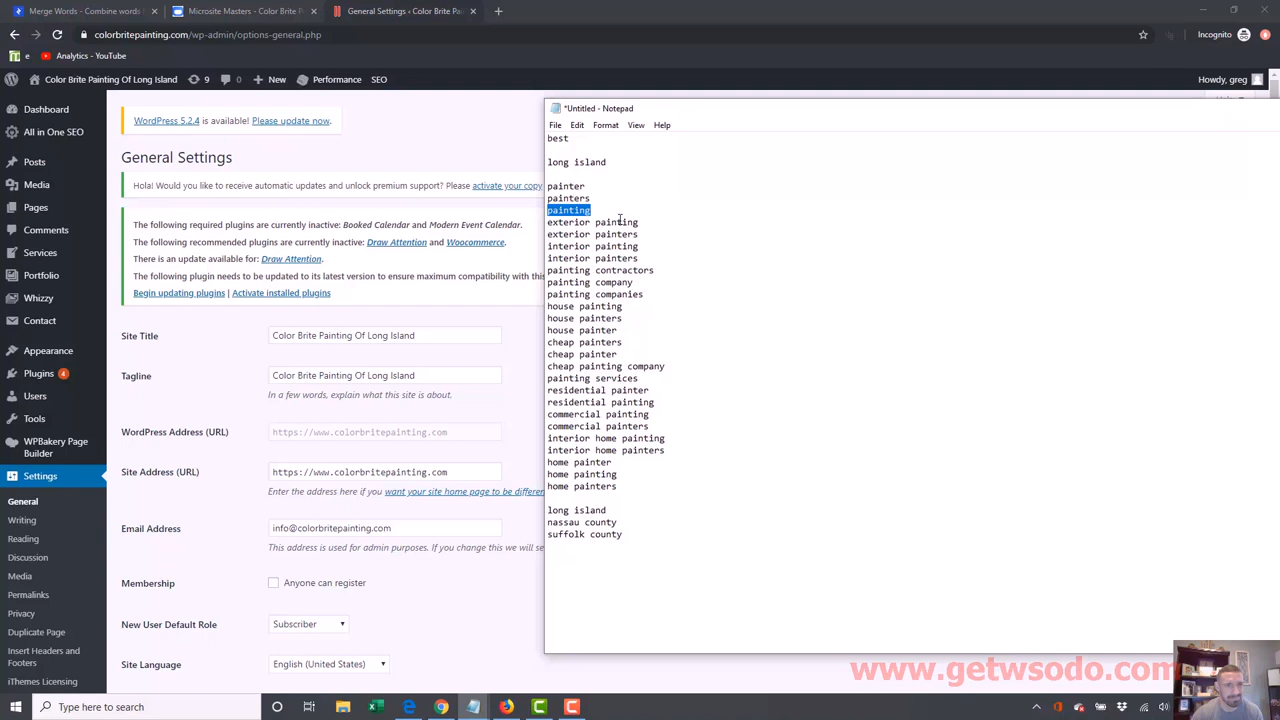 Merge Words - Combine words
Microsite Masters - Color Brite P
General Settings ‹ Color Brite Pai
colorbritepainting.com/wp-admin/options-general.php
Incognito
Analytics - YouTube
Color Brite Painting Of Long Island
9
0
New
Performance
SEO
Howdy, greg
Dashboard
All in One SEO
Posts
Media
Pages
Comments
Services
Portfolio
Whizzy
Contact
Appearance
Plugins 4
Users
Tools
WPBakery Page
Builder
Settings
General
Writing
Reading
Discussion
Media
Permalinks
Privacy
Duplicate Page
Insert Headers and
Footers
iThemes Licensing
WordPress 5.2.4 is available! Please update now.
General Settings
Hola! Would you like to receive automatic updates and unlock premium support? Please activate your copy
The following required plugins are currently inactive: Booked Calendar and Modern Event Calendar.
The following recommended plugins are currently inactive: Draw Attention and Woocommerce.
There is an update available for: Draw Attention.
The following plugin needs to be updated to its latest version to ensure maximum compatibility with this
Begin updating plugins | Activate installed plugins
Site Title
Color Brite Painting Of Long Island
Tagline
Color Brite Painting Of Long Island
In a few words, explain what this site is about.
WordPress Address (URL)
https://www.colorbritepainting.com
Site Address (URL)
https://www.colorbritepainting.com
Enter the address here if you want your site home page to be differen
Email Address
info@colorbritepainting.com
This address is used for admin purposes. If you change this we will se
Membership
Anyone can register
New User Default Role
Subscriber
Site Language
English (United States)
*Untitled - Notepad
File Edit Format View Help
best
long island
painter
painters
painting
exterior painting
exterior painters
interior painting
interior painters
painting contractors
painting company
painting companies
house painting
house painters
house painter
cheap painters
cheap painter
cheap painting company
painting services
residential painter
residential painting
commercial painting
commercial painters
interior home painting
interior home painters
home painter
home painting
home painters
long island
nassau county
suffolk county
www.getwsodo.com
Type here to search